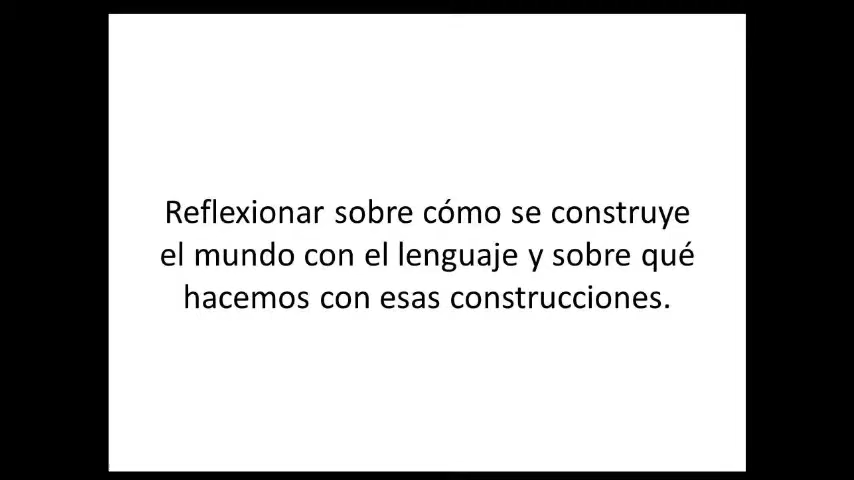 Reflexionar sobre cómo se construye
el mundo con el lenguaje y sobre qué
hacemos con esas construcciones.